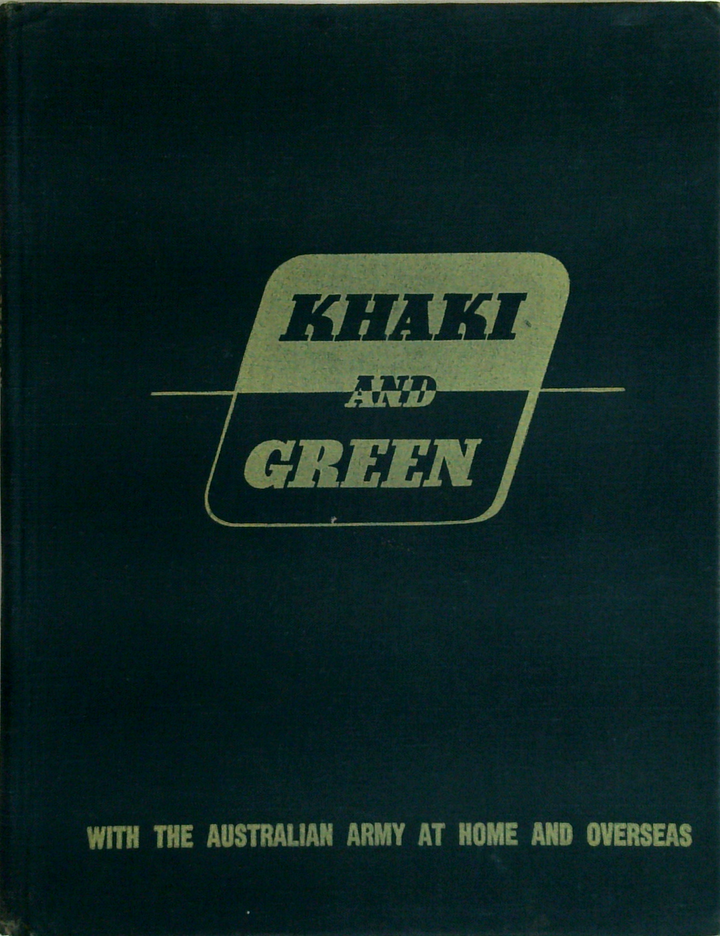 KHAKI
AND
GREEN
WITH THE AUSTRALIAN ARMY AT HOME AND OVERSEAS